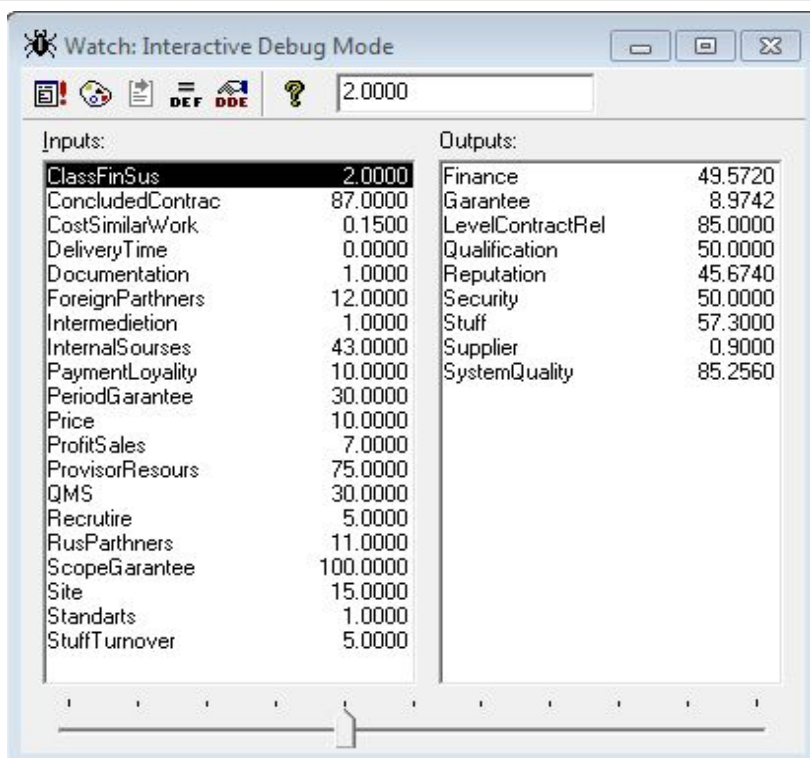 Watch: Interactive Debug Mode
DEF DDE ? 2.0000
Inputs:
ClassFinSus 2.0000
ConcludedContrac 87.0000
CostSimilarWork 0.1500
DeliveryTime 0.0000
Documentation 1.0000
ForeignParthners 12.0000
Intermedietion 1.0000
InternalSourses 43.0000
PaymentLoyality 10.0000
PeriodGarantee 30.0000
Price 10.0000
ProfitSales 7.0000
ProvisorResours 75.0000
QMS 30.0000
Recrutire 5.0000
RusParthners 11.0000
ScopeGarantee 100.0000
Site 15.0000
Standarts 1.0000
StuffTurnover 5.0000
Outputs:
Finance 49.5720
Garantee 8.9742
LevelContractRel 85.0000
Qualification 50.0000
Reputation 45.6740
Security 50.0000
Stuff 57.3000
Supplier 0.9000
SystemQuality 85.2560